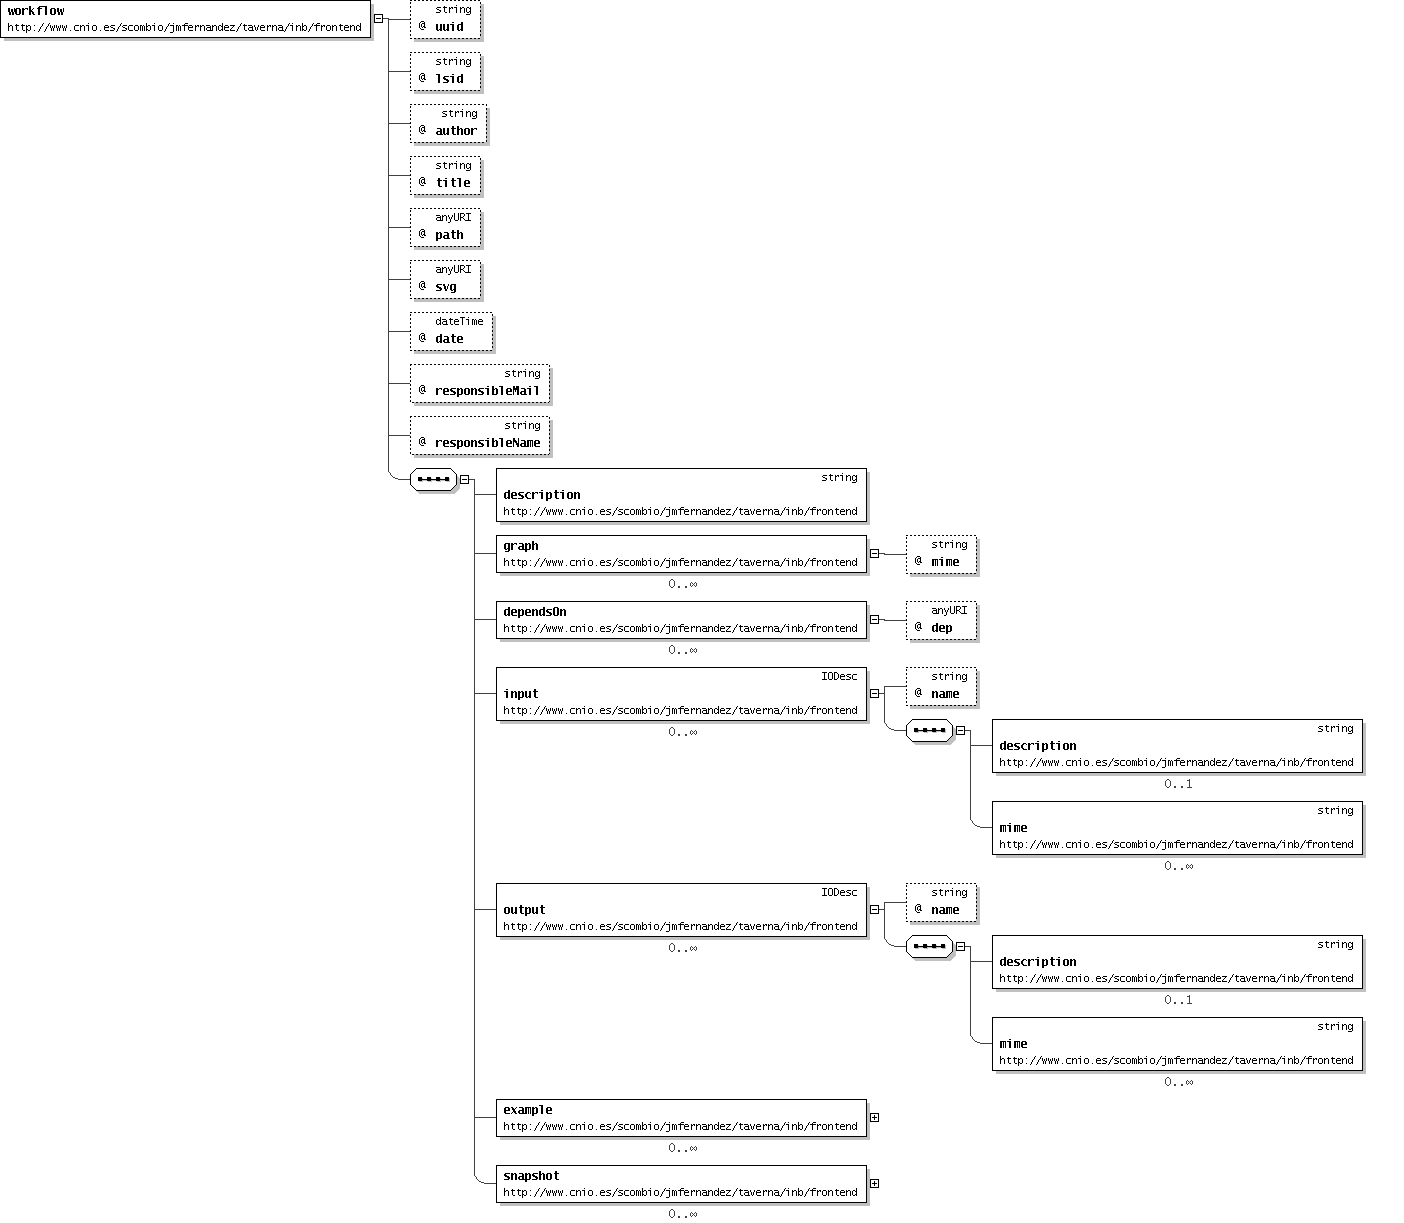 workflow
http://www.cnio.es/scombio/jmfernandez/taverna/inb/frontend
string
@ uuid
string
@ lsid
string
@ author
string
@ title
anyURI
@ path
anyURI
@ svg
dateTime
@ date
string
@ responsibleMail
string
@ responsibleName
string
description
http://www.cnio.es/scombio/jmfernandez/taverna/inb/frontend
graph
http://www.cnio.es/scombio/jmfernandez/taverna/inb/frontend
0..∞
string
@ mime
dependsOn
http://www.cnio.es/scombio/jmfernandez/taverna/inb/frontend
0..∞
anyURI
@ dep
IODesc
input
http://www.cnio.es/scombio/jmfernandez/taverna/inb/frontend
0..∞
string
@ name
string
description
http://www.cnio.es/scombio/jmfernandez/taverna/inb/frontend
0..1
string
mime
http://www.cnio.es/scombio/jmfernandez/taverna/inb/frontend
0..∞
IODesc
output
http://www.cnio.es/scombio/jmfernandez/taverna/inb/frontend
0..∞
string
@ name
string
description
http://www.cnio.es/scombio/jmfernandez/taverna/inb/frontend
0..1
string
mime
http://www.cnio.es/scombio/jmfernandez/taverna/inb/frontend
0..∞
example
http://www.cnio.es/scombio/jmfernandez/taverna/inb/frontend
0..∞
snapshot
http://www.cnio.es/scombio/jmfernandez/taverna/inb/frontend
0..∞